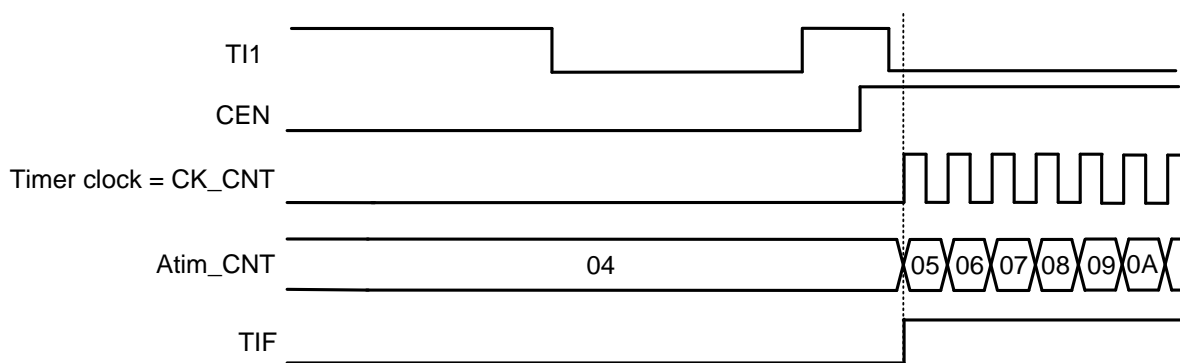 TI1
CEN
Timer clock = CK_CNT
Atim_CNT 04 05 06 07 08 09 0A
TIF